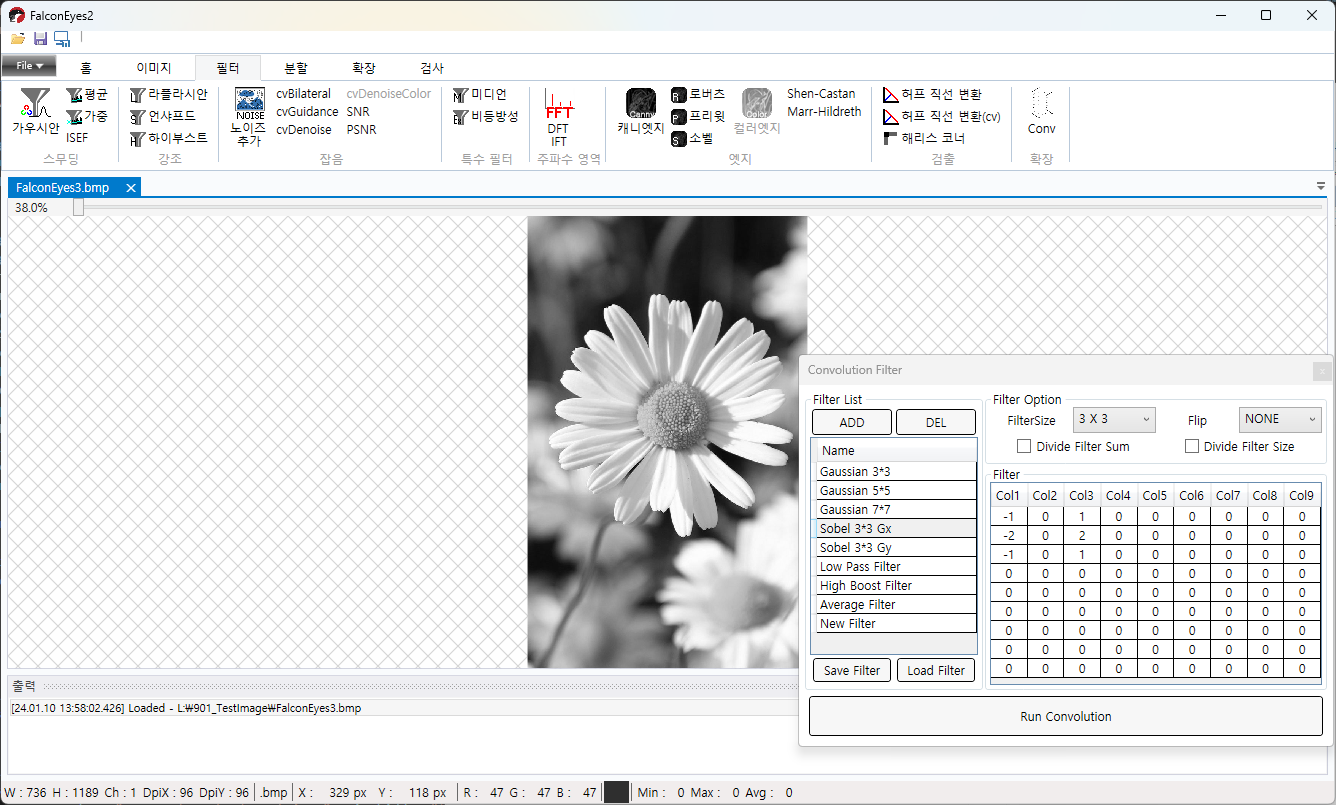 FalconEyes2
File 홈 이미지 필터 분할 확장 검사
가우시안 평균 가중 ISEF
스무딩
라플라시안 언샤프드 하이부스트
강조
NOISE
노이즈
추가
cvBilateral cvDenoiseColor
cvGuidance SNR
cvDenoise PSNR
잡음
미디언
비등방성
특수 필터
FFT
DFT
IFT
주파수 영역
Canny
캐니엣지
R 로버츠
P 프리윗
S 소벨
Color
컬러엣지
Shen-Castan
Marr-Hildreth
엣지
허프 직선 변환
허프 직선 변환(cv)
해리스 코너
검출
Conv
확장
FalconEyes3.bmp
38.0%
Convolution Filter
Filter List
ADD DEL
Name
Gaussian 3*3
Gaussian 5*5
Gaussian 7*7
Sobel 3*3 Gx
Sobel 3*3 Gy
Low Pass Filter
High Boost Filter
Average Filter
New Filter
Save Filter Load Filter
Filter Option
FilterSize 3 X 3 Flip NONE
Divide Filter Sum Divide Filter Size
Filter
Col1 Col2 Col3 Col4 Col5 Col6 Col7 Col8 Col9
-1 0 1 0 0 0 0 0 0
-2 0 2 0 0 0 0 0 0
-1 0 1 0 0 0 0 0 0
0 0 0 0 0 0 0 0 0
0 0 0 0 0 0 0 0 0
0 0 0 0 0 0 0 0 0
0 0 0 0 0 0 0 0 0
0 0 0 0 0 0 0 0 0
0 0 0 0 0 0 0 0 0
Run Convolution
출력
[24.01.10 13:58:02.426] Loaded - L:₩901_TestImage₩FalconEyes3.bmp
W : 736 H : 1189 Ch : 1 DpiX : 96 DpiY : 96 .bmp X : 329 px Y : 118 px R : 47 G : 47 B : 47 Min : 0 Max : 0 Avg : 0